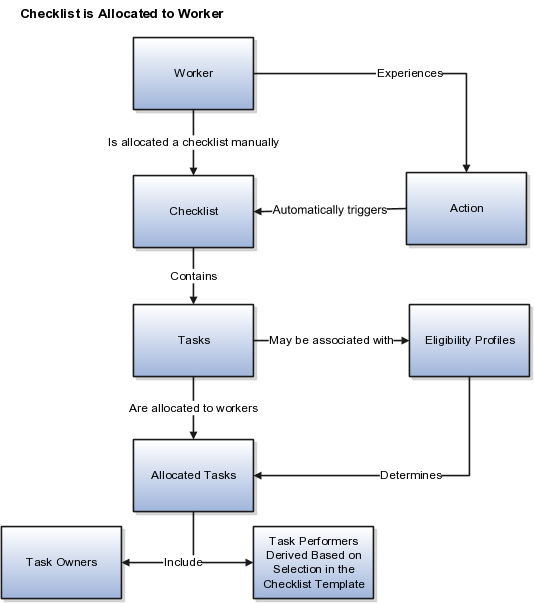 Checklist is Allocated to Worker
Worker
Experiences
Is allocated a checklist manually
Checklist
Automatically triggers
Action
Contains
Tasks
May be associated with
Eligibility Profiles
Are allocated to workers
Allocated Tasks
Determines
Task Owners
Include
Task Performers
Derived Based on
Selection in the
Checklist Template